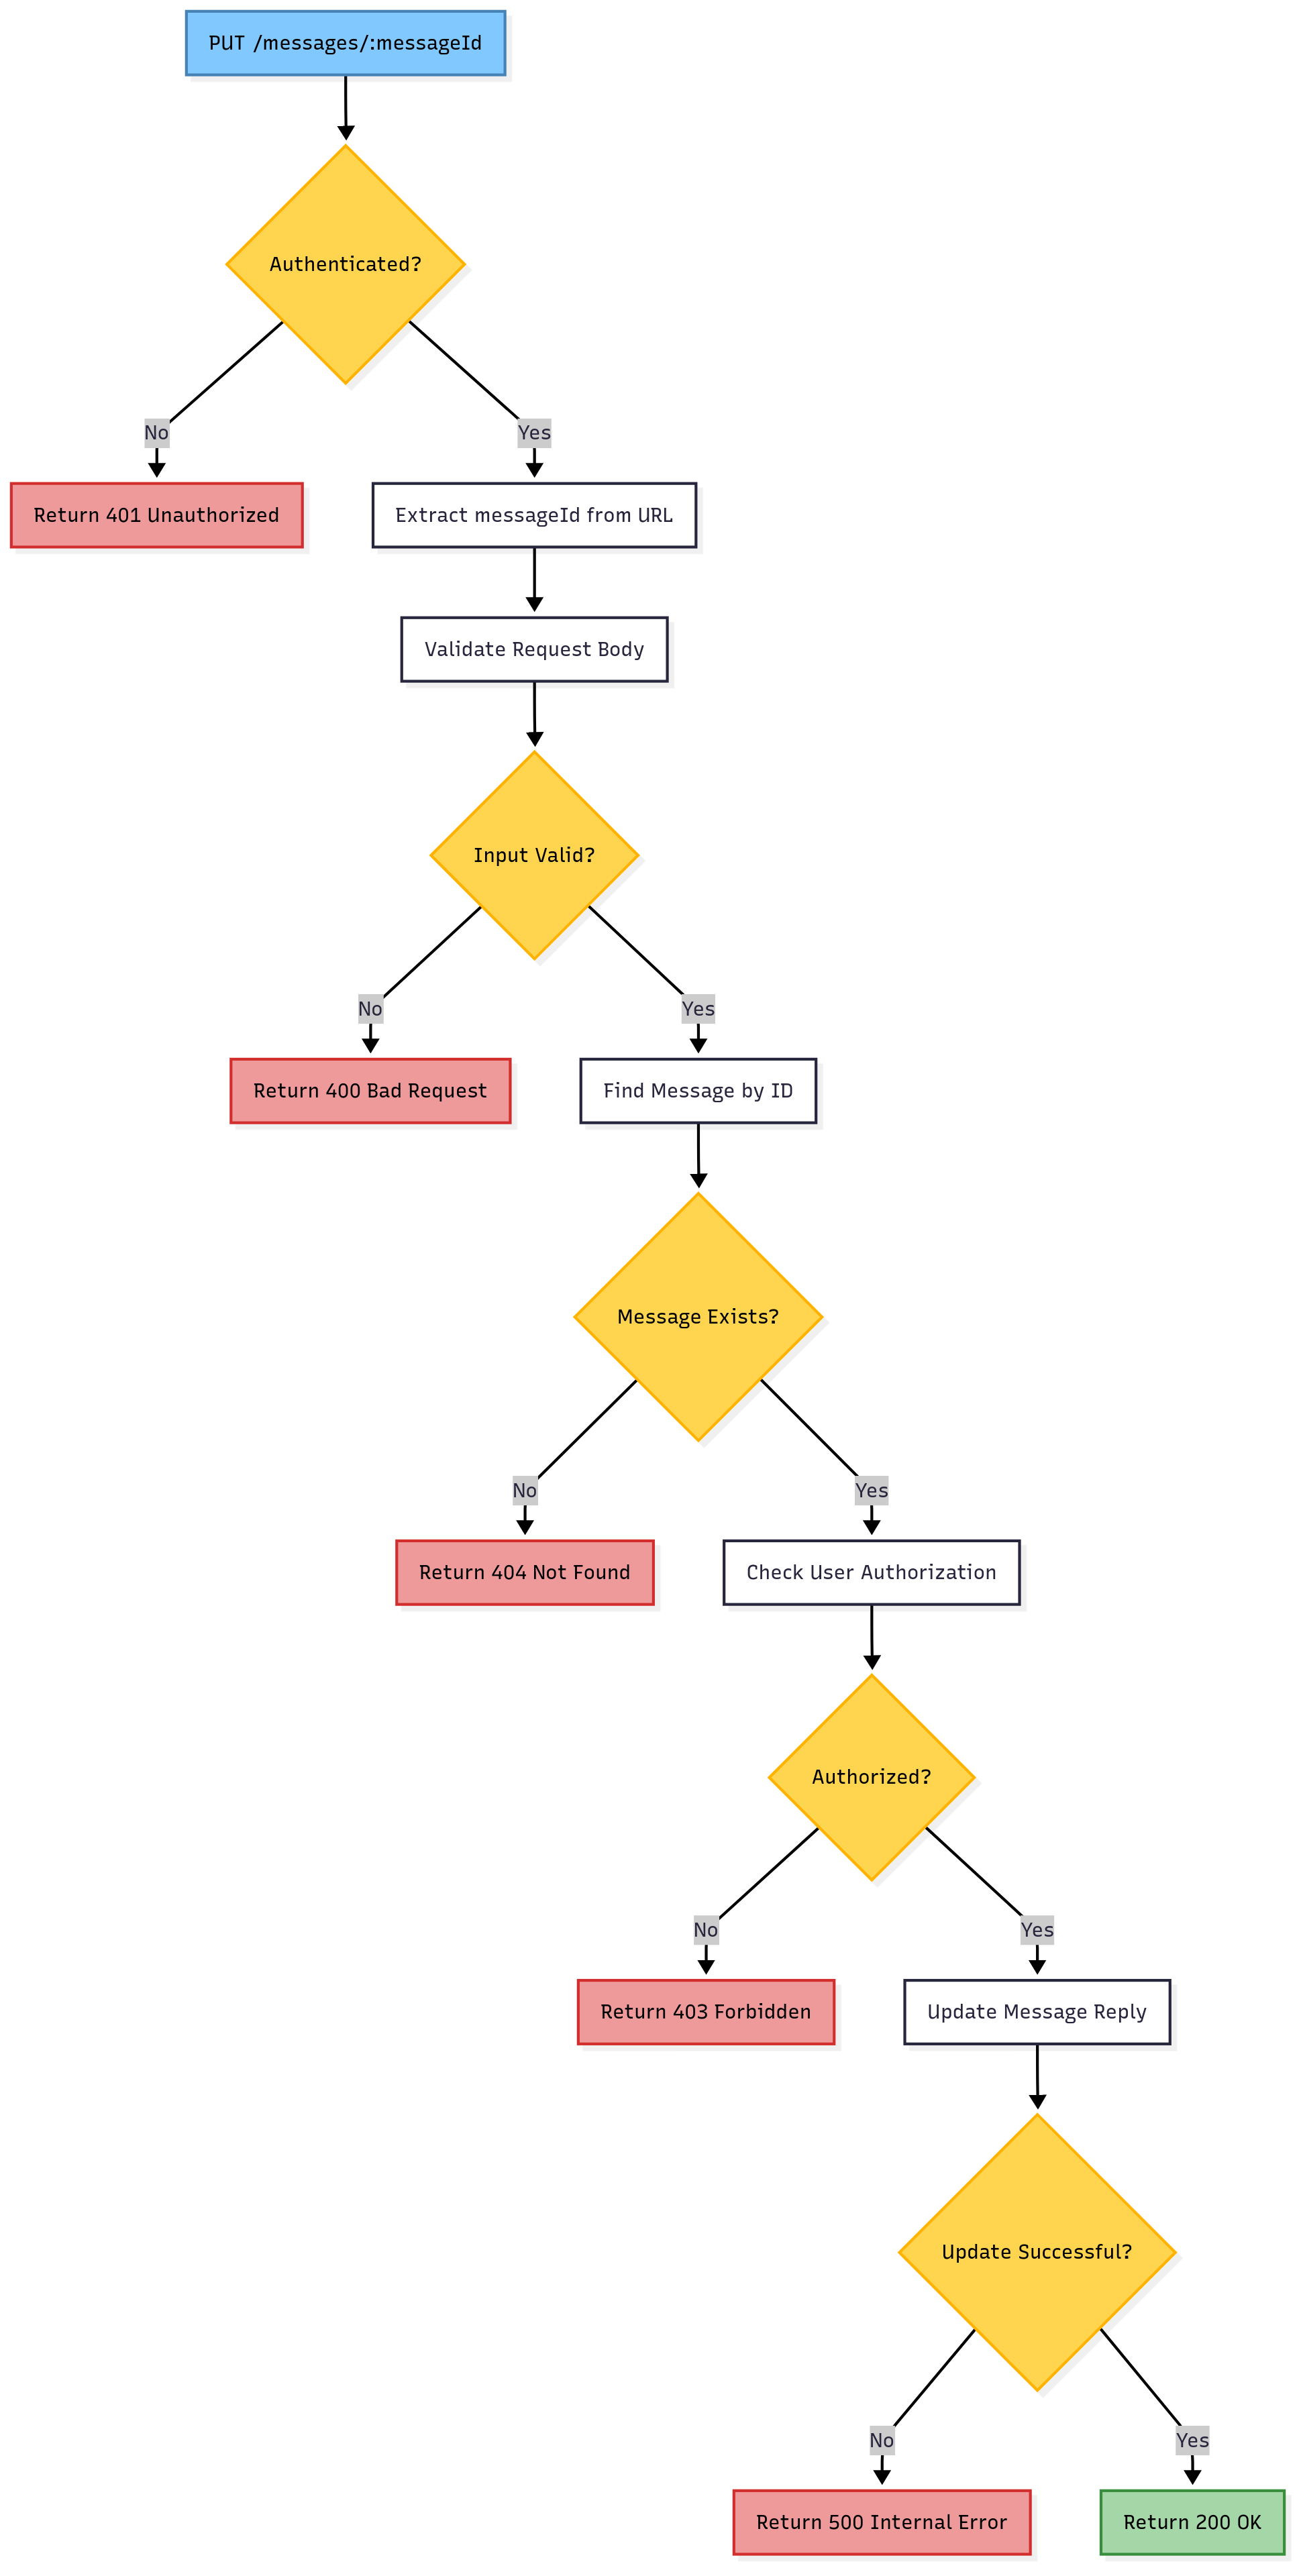 PUT /messages/:messageId
Authenticated?
No
Yes
Return 401 Unauthorized
Extract messageId from URL
Validate Request Body
Input Valid?
No
Yes
Return 400 Bad Request
Find Message by ID
Message Exists?
No
Yes
Return 404 Not Found
Check User Authorization
Authorized?
No
Yes
Return 403 Forbidden
Update Message Reply
Update Successful?
No
Yes
Return 500 Internal Error
Return 200 OK